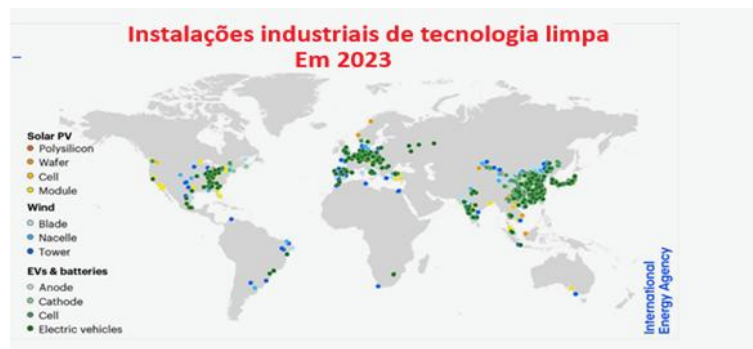 Instalações industriais de tecnologia limpa
Em 2023
Solar PV
Polysilicon
Wafer
Cell
Module
Wind
Blade
Nacelle
Tower
EVs & batteries
Anode
Cathode
Cell
Electric vehicles
International
Energy Agency